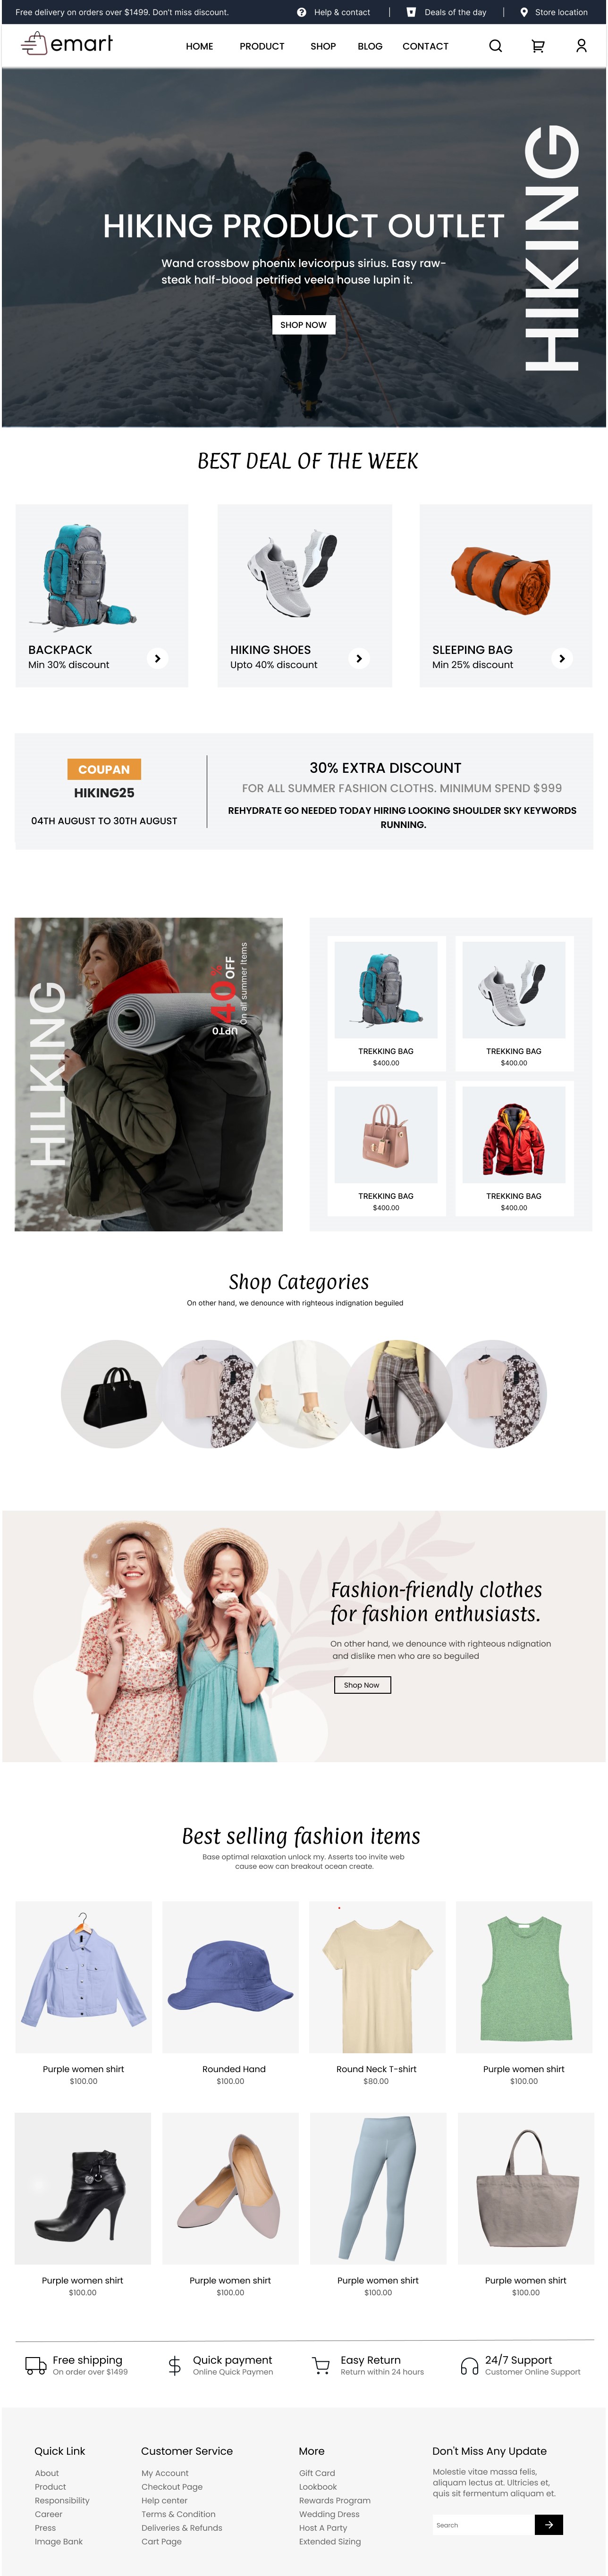 Free delivery on orders over $1499. Don't miss discount.
Help & contact
Deals of the day
Store location
emart
HOME
PRODUCT
SHOP
BLOG
CONTACT
HIKING
HIKING PRODUCT OUTLET
Wand crossbow phoenix levicorpus sirius. Easy raw-
steak half-blood petrified veela house lupin it.
SHOP NOW
BEST DEAL OF THE WEEK
BACKPACK
Min 30% discount
HIKING SHOES
Upto 40% discount
SLEEPING BAG
Min 25% discount
COUPAN
HIKING25
04TH AUGUST TO 30TH AUGUST
30% EXTRA DISCOUNT
FOR ALL SUMMER FASHION CLOTHS. MINIMUM SPEND $999
REHYDRATE GO NEEDED TODAY HIRING LOOKING SHOULDER SKY KEYWORDS
RUNNING.
HILKING
UPTO
40%
OFF
On all summer Items
TREKKING BAG
$400.00
TREKKING BAG
$400.00
TREKKING BAG
$400.00
TREKKING BAG
$400.00
Shop Categories
On other hand, we denounce with righteous indignation beguiled
Fashion-friendly clothes
for fashion enthusiasts.
On other hand, we denounce with righteous ndignation
and dislike men who are so beguiled
Shop Now
Best selling fashion items
Base optimal relaxation unlock my. Asserts too invite web
cause eow can breakout ocean create.
Purple women shirt
$100.00
Rounded Hand
$100.00
Round Neck T-shirt
$80.00
Purple women shirt
$100.00
Purple women shirt
$100.00
Purple women shirt
$100.00
Purple women shirt
$100.00
Purple women shirt
$100.00
Free shipping
On order over $1499
Quick payment
Online Quick Paymen
Easy Return
Return within 24 hours
24/7 Support
Customer Online Support
Quick Link
About
Product
Responsibility
Career
Press
Image Bank
Customer Service
My Account
Checkout Page
Help center
Terms & Condition
Deliveries & Refunds
Cart Page
More
Gift Card
Lookbook
Rewards Program
Wedding Dress
Host A Party
Extended Sizing
Don't Miss Any Update
Molestie vitae massa felis,
aliquam lectus at. Ultricies et,
quis sit fermentum aliquam et.
Search